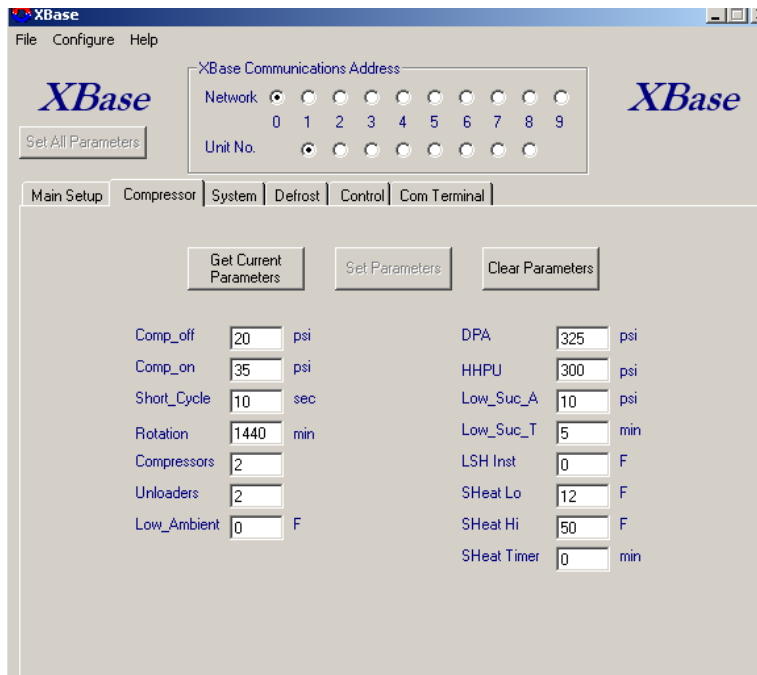 XBase
File Configure Help
XBase Communications Address
XBase
Network
XBase
0 1 2 3 4 5 6 7 8 9
Set All Parameters
Unit No.
Main Setup Compressor System Defrost Control Com Terminal
Get Current
Parameters
Set Parameters
Clear Parameters
Comp_off 20 psi
Comp_on 35 psi
Short_Cycle 10 sec
Rotation 1440 min
Compressors 2
Unloaders 2
Low_Ambient 0 F
DPA 325 psi
HHPU 300 psi
Low_Suc_A 10 psi
Low_Suc_T 5 min
LSH Inst 0 F
SHeat Lo 12 F
SHeat Hi 50 F
SHeat Timer 0 min